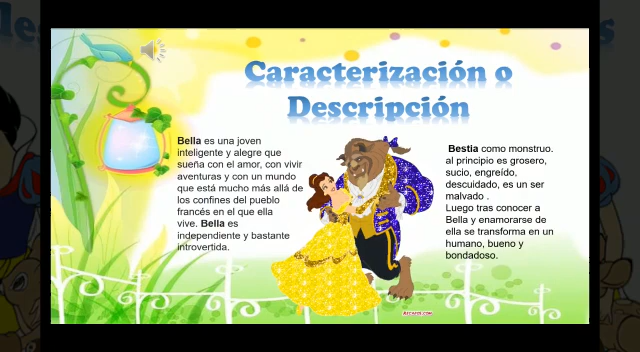 Caracterización o
Descripción
Bella es una joven
inteligente y alegre que
sueña con el amor, con vivir
aventuras y con un mundo
que está mucho más allá de
los confines del pueblo
francés en el que ella
vive. Bella es
independiente y bastante
introvertida.
Bestia como monstruo.
al principio es grosero,
sucio, engreído,
descuidado, es un ser
malvado .
Luego tras conocer a
Bella y enamorarse de
ella se transforma en un
humano, bueno y
bondadoso.